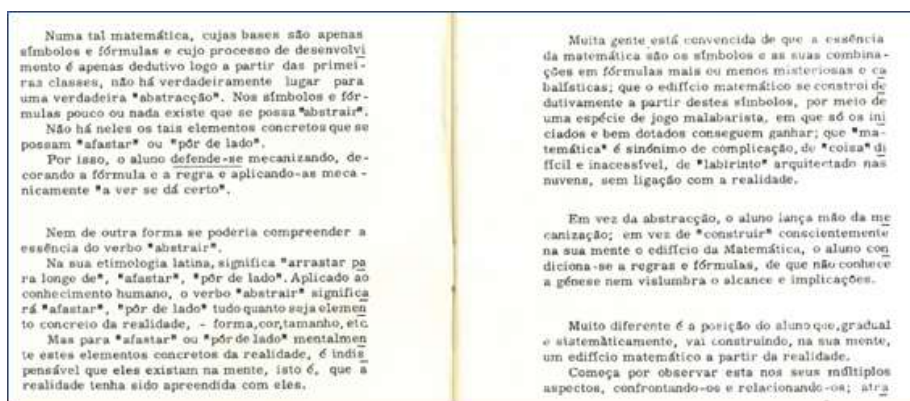 Numa tal matemática, cujas bases são apenas
símbolos e fórmulas e cujo processo de desenvolvi
mento é apenas dedutivo logo a partir das primei-
ras classes, não há verdadeiramente lugar para
uma verdadeira "abstracção". Nos símbolos e fór-
mulas pouco ou nada existe que se possa "abstrair".
Não há neles os tais elementos concretos que se
possam "afastar" ou "pôr de lado".
Por isso, o aluno defende-se mecanizando, de-
corando a fórmula e a regra e aplicando-as meca-
nicamente "a ver se dá certo".
Nem de outra forma se poderia compreender a
essência do verbo "abstrair".
Na sua etimologia latina, significa "arrastar pa
ra longe de", "afastar", "pôr de lado". Aplicado ao
conhecimento humano, o verbo "abstrair" significa
rá "afastar", "pôr de lado" tudo quanto seja elemen
to concreto da realidade, - forma, cor, tamanho, etc.
Mas para "afastar" ou "pôr de lado" mentalmen
te estes elementos concretos da realidade, é indis
pensável que eles existam na mente, isto é, que a
realidade tenha sido apreendida com eles.
Muita gente está convencida de que a essência
da matemática são os símbolos e as suas combina-
ções em fórmulas mais ou menos misteriosas e ca
balísticas; que o edifício matemático se constroi de
dutivamente a partir destes símbolos, por meio de
uma espécie de jogo malabarista, em que só os ini
ciados e bem dotados conseguem ganhar; que "ma-
temática" é sinónimo de complicação, de "coisa" di
fícil e inacessível, de "labirinto" arquitectado nas
nuvens, sem ligação com a realidade.
Em vez da abstracção, o aluno lança mão da me
canização; em vez de "construir" conscientemente
na sua mente o edifício da Matemática, o aluno con
diciona-se a regras e fórmulas, de que não conhece
a génese nem vislumbra o alcance e implicações.
Muito diferente é a posição do aluno que, gradual
e sistemàticamente, vai construindo, na sua mente,
um edifício matemático a partir da realidade.
Começa por observar esta nos seus múltiplos
aspectos, confrontando-os e relacionando-os; atra